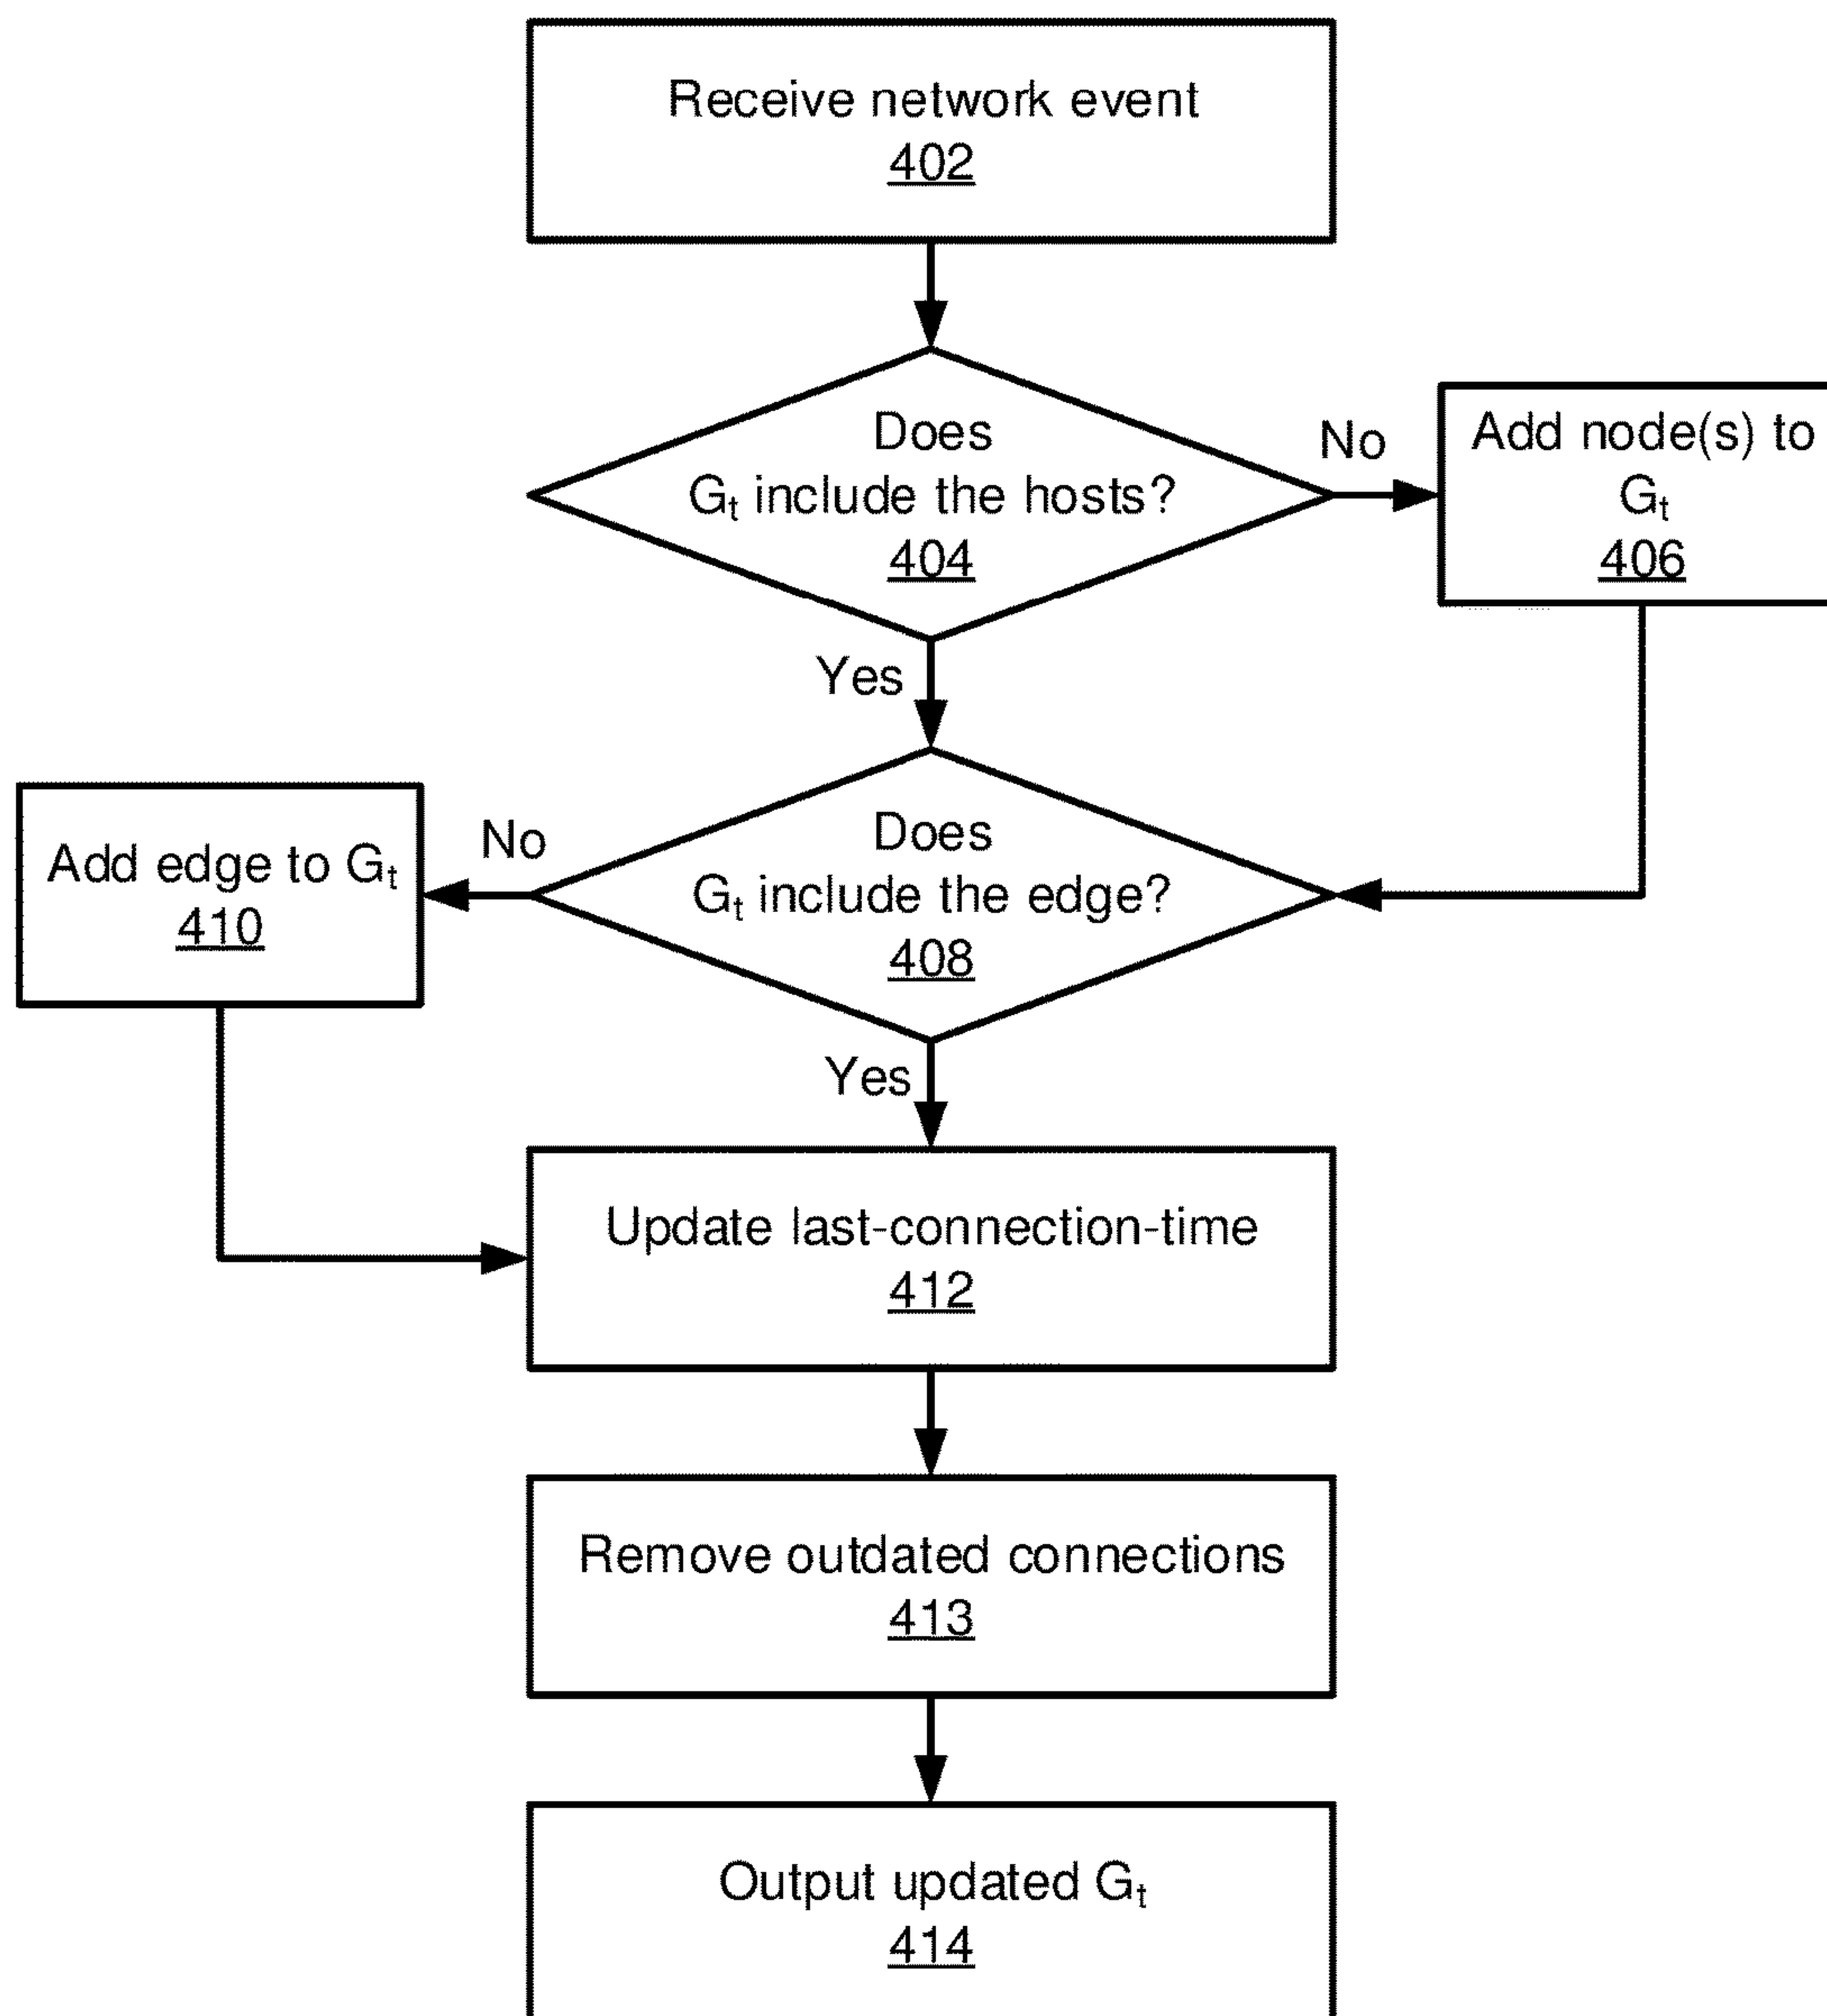 Receive network event
402
Does
Gt include the hosts?
404
No
Add node(s) to
Gt
406
Yes
Does
Gt include the edge?
408
No
Add edge to Gt
410
Yes
Update last-connection-time
412
Remove outdated connections
413
Output updated Gt
414